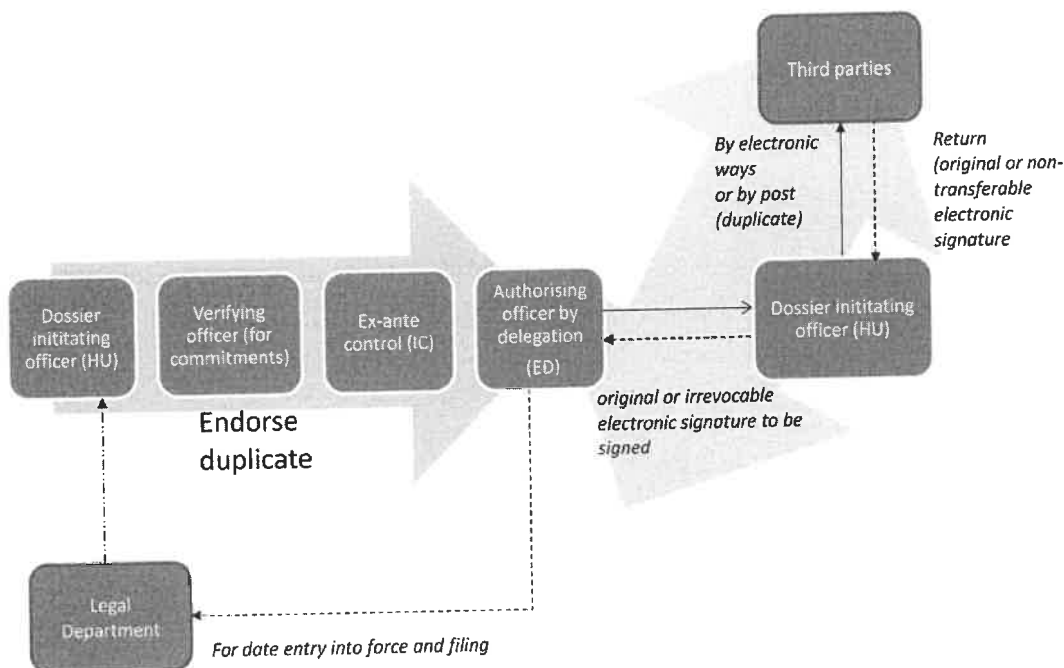 Third parties
By electronic
ways
or by post
(duplicate)
Return
(original or non-
transferable
electronic
signature
Dossier
inititating
officer (HU)
Verifying
officer (for
commitments)
Ex-ante
control (IC)
Authorising
officer by
delegation
(ED)
Dossier inititating
officer (HU)
original or irrevocable
electronic signature to be
signed
Endorse
duplicate
Legal
Department
For date entry into force and filing